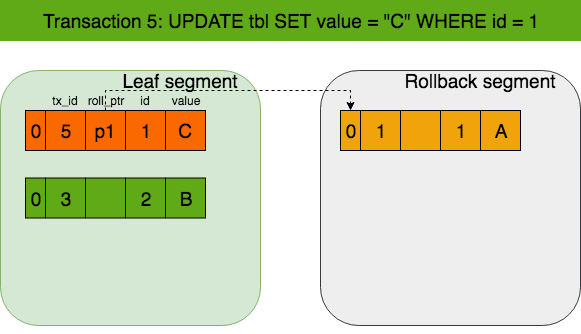 Transaction 5: UPDATE tbl SET value = "C" WHERE id = 1
Leaf segment
Rollback segment
tx_id roll_ptr id value
0 5 p1 1 C
0 1 1 A
0 3 2 B